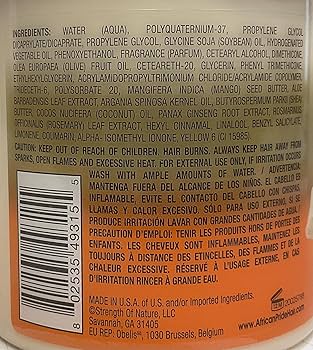 INGREDIENTS: WATER (AQUA), POLYQUATERNIUM-37, PROPYLENE GLYCOL
DICAPRYLATE/DICAPRATE, PROPYLENE GLYCOL, GLYCINE SOJA (SOYBEAN) OIL, HYDROGENATED
VEGETABLE OIL, PHENOXYETHANOL, FRAGRANCE (PARFUM), CETEARYL ALCOHOL, DIMETHICONE,
OLEA EUROPAEA (OLIVE) FRUIT OIL, CETEARETH-20, GLYCERIN, PHENYL TRIMETHICONE,
ETHYLHEXYLGLYCERIN, ACRYLAMIDOPROPYLTRIMONIUM CHLORIDE/ACRYLAMIDE COPOLYMER,
TRIDECETH-6, POLYSORBATE 20, MANGIFERA INDICA (MANGO) SEED BUTTER, ALOE
BARBADENSIS LEAF EXTRACT, ARGANIA SPINOSA KERNEL OIL, BUTYROSPERMUM PARKII (SHEA)
BUTTER, COCOS NUCIFERA (COCONUT) OIL, PANAX GINSENG ROOT EXTRACT, ROSMARINUS
OFFICINALIS (ROSEMARY) LEAF EXTRACT, HEXYL CINNAMAL, LINALOOL, BENZYL SALICYLATE,
LIMONENE, COUMARIN, ALPHA -ISOMETHYL IONONE, YELLOW 6 (CI 15985).
CAUTION: KEEP OUT OF REACH OF CHILDREN. HAIR BURNS. ALWAYS KEEP HAIR AWAY FROM
SPARKS, OPEN FLAMES AND EXCESSIVE HEAT. FOR EXTERNAL USE ONLY, IF IRRITATION OCCURS
WASH WITH AMPLE AMOUNTS OF WATER. / ADVERTENCIA:
MANTENGA FUERA DEL ALCANCE DE LOS NIÑOS. EL CABELLO ES
INFLAMABLE, EVITE EL CONTACTO DEL CABELLO CON CHISPAS,
LLAMAS Y CALOR EXCESIVO. SÓLO PARA USO EXTERNO, SI SE
PRODUCE IRRITACIÓN LAVAR CON GRANDES CANTIDADES DE AGUA. /
PRECAUTION D'EMPLOI: TENIR LES PRODUITS HORS DE PORTÉE DES
ENFANTS. LES CHEVEUX SONT INFLAMMABLES, MAINTENEZ LES
TOUJOURS À DISTANCE DES ETINCELLES, DES FLAMMES ET DE LA
CHALEUR EXCESSIVE. RÉSERVÉ À UN USAGE EXTERNE. EN CAS
D'IRRITATION RINCER À GRANDE EAU.
8 02535 49311 5
MADE IN U.S.A. of U.S. and/or Imported Ingredients.
©Strength Of Nature, LLC
Savannah, GA 31405
EU REP: Obelis, 1030 Brussels, Belgium
www.AfricanPrideHair.com